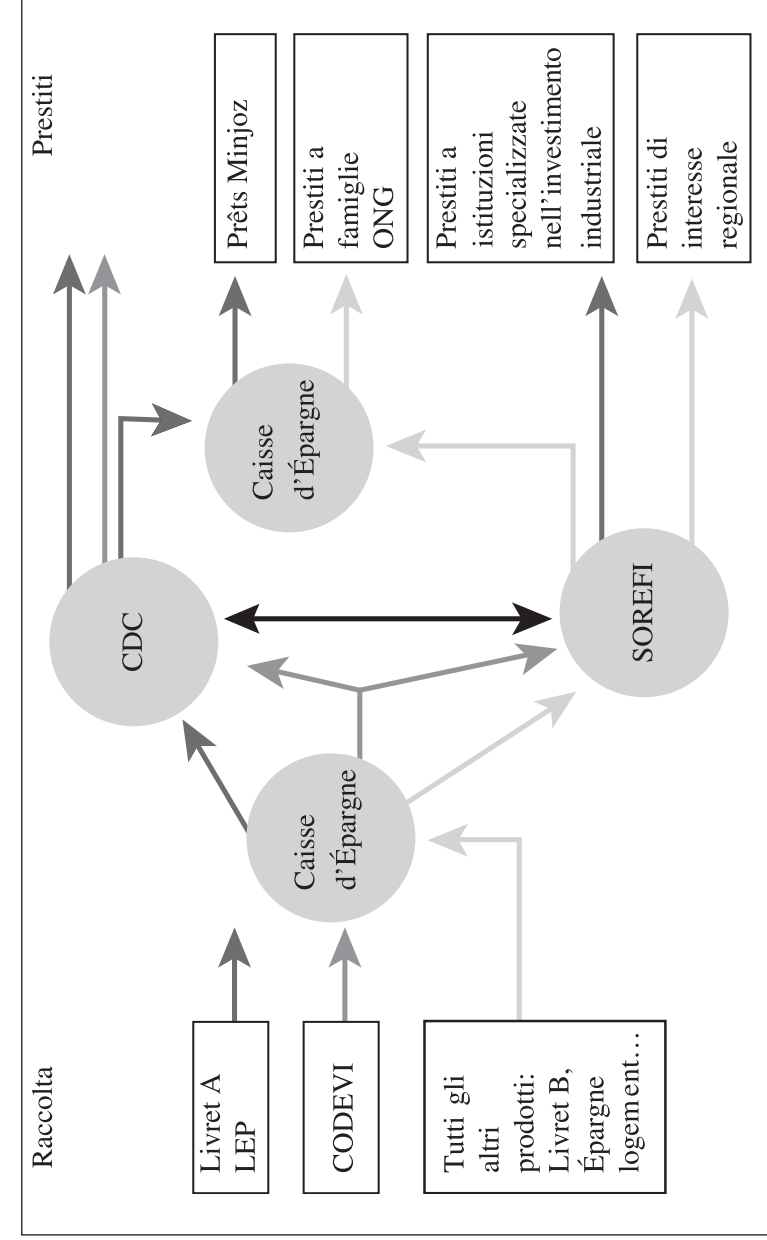 Raccolta
Prestiti
Livret A
LEP
CODEVI
Tutti gli
altri
prodotti:
Livret B,
Épargne
logement…
Caisse
d'Épargne
CDC
SOREFI
Caisse
d'Épargne
Prêts Minjoz
Prestiti a
famiglie
ONG
Prestiti a
istituzioni
specializzate
nell'investimento
industriale
Prestiti di
interesse
regionale